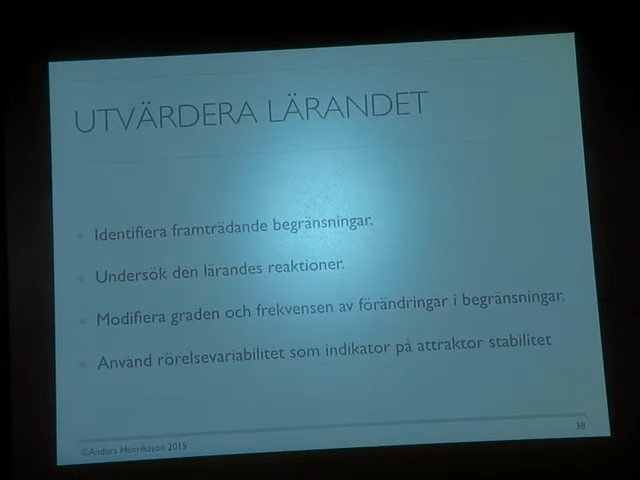 UTVÄRDERA LÄRANDET
Identifiera framträdande begränsningar.
Undersök den lärandes reaktioner.
Modifiera graden och frekvensen av förändringar i begränsningar.
Använd rörelsevariabilitet som indikator på attraktor stabilitet
38
©Anders Henriksson 2015